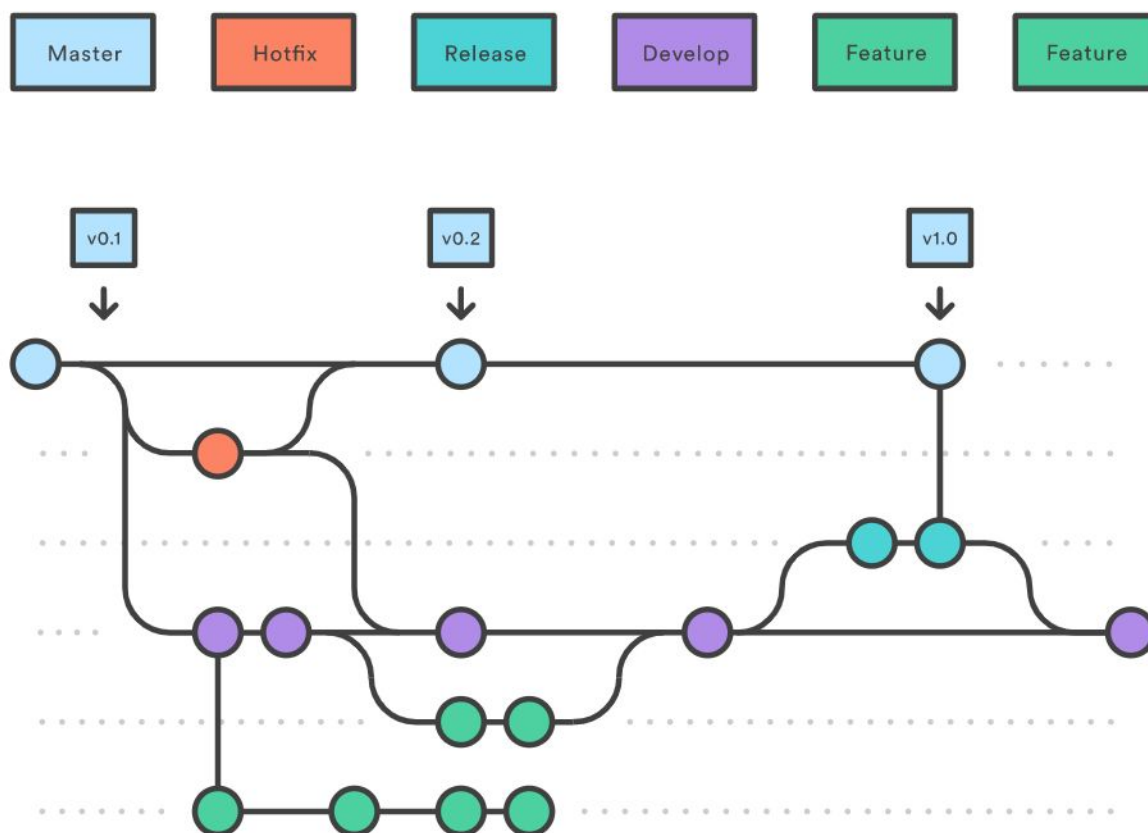 Master
Hotfix
Release
Develop
Feature
Feature
v0.1
v0.2
v1.0